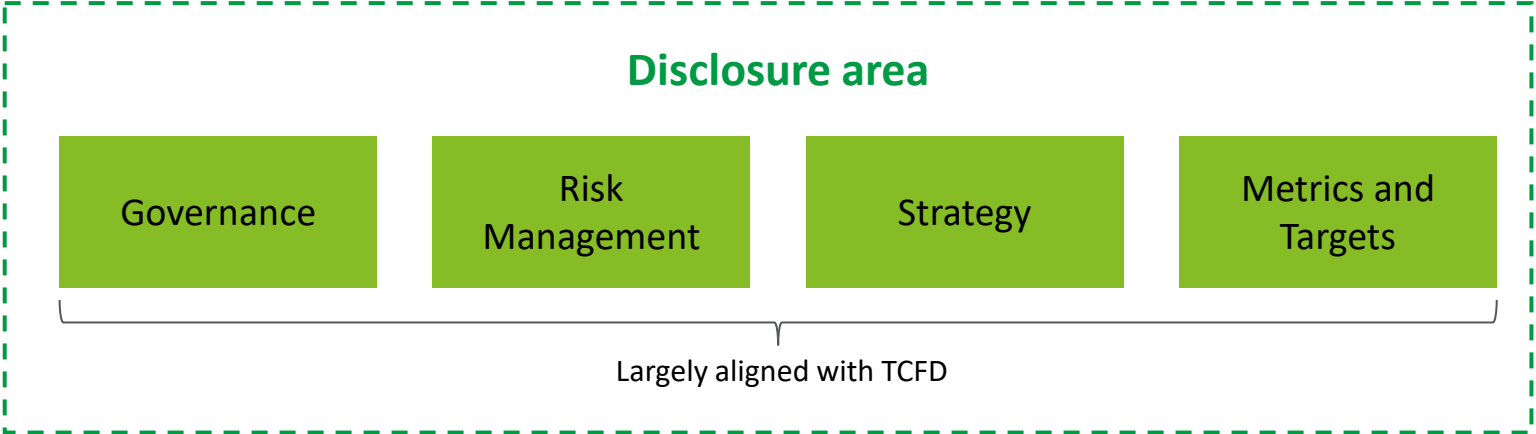 Disclosure area
Governance
Risk
Management
Strategy
Metrics and
Targets
Largely aligned with TCFD